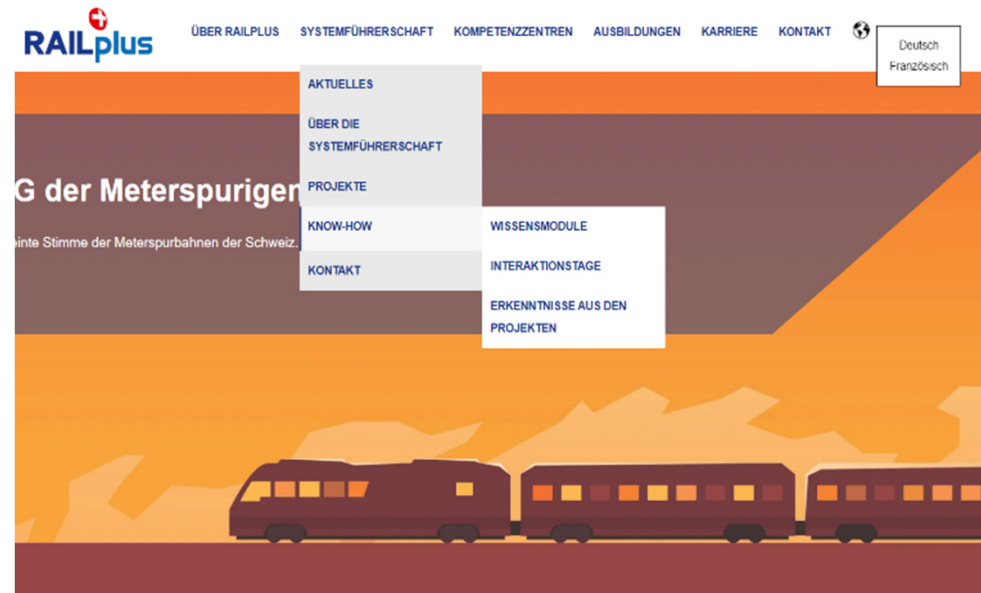 RAILplus
ÜBER RAILPLUS SYSTEMFÜHRERSCHAFT KOMPETENZZENTREN AUSBILDUNGEN KARRIERE KONTAKT
Deutsch
Französisch
AKTUELLES
ÜBER DIE
SYSTEMFÜHRERSCHAFT
PROJEKTE
KNOW-HOW
KONTAKT
WISSENSMODULE
INTERAKTIONSTAGE
ERKENNTNISSE AUS DEN
PROJEKTEN
G der Meterspurigen
einte Stimme der Meterspurbahnen der Schweiz.